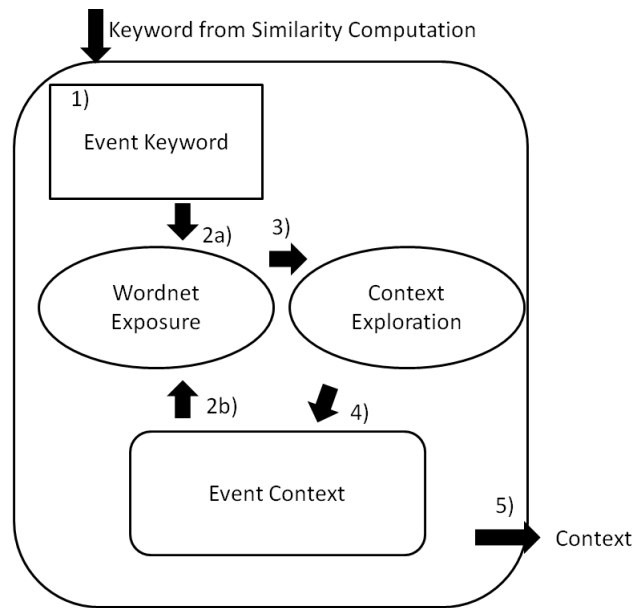 Keyword from Similarity Computation
1)
Event Keyword
2a)
3)
Wordnet
Exposure
Context
Exploration
2b)
4)
Event Context
5)
Context